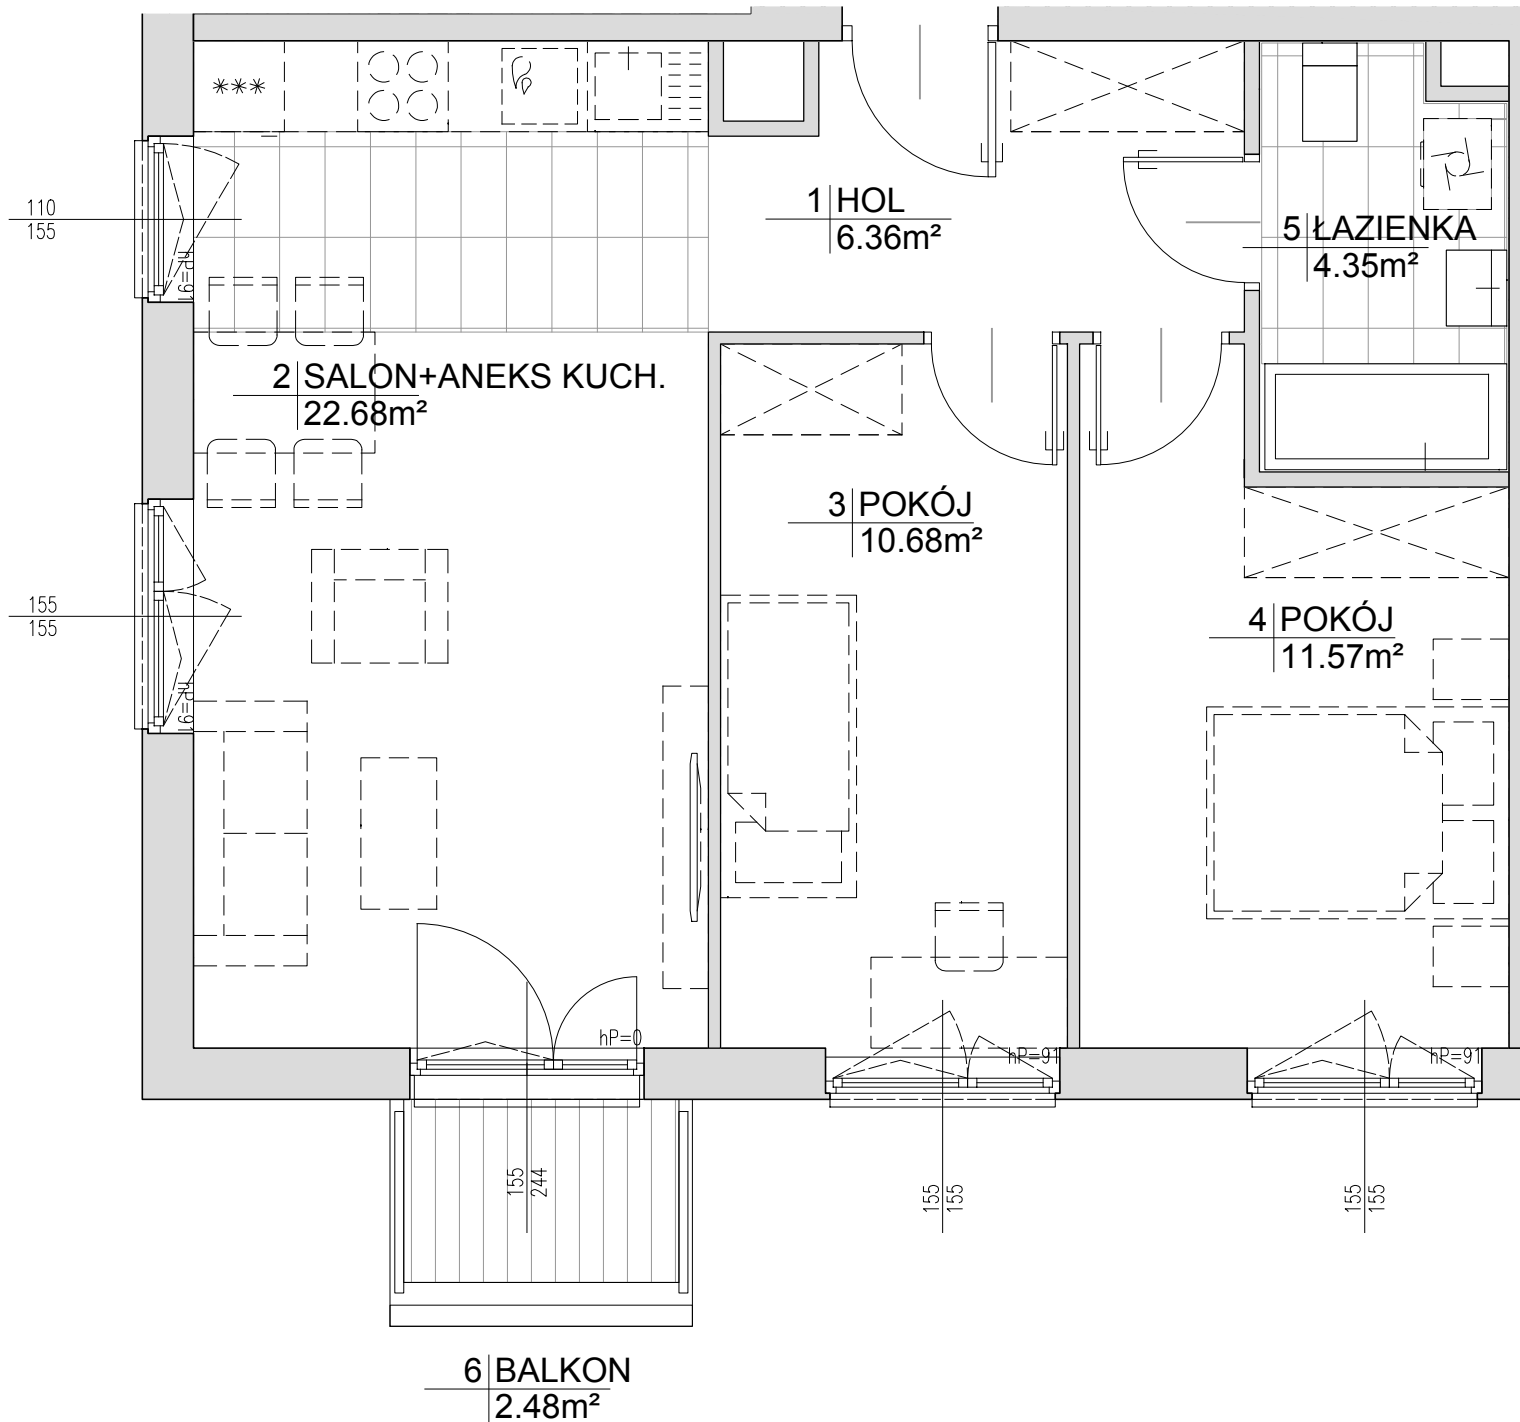 ***
1 HOL
6.36m²
110
155
hP=91
5 ŁAZIENKA
4.35m²
2 SALON+ANEKS KUCH.
22.68m²
3 POKÓJ
10.68m²
155
155
hP=91
4 POKÓJ
11.57m²
hP=0
hP=91
hP=91
155
244
155
155
155
155
6 BALKON
2.48m²